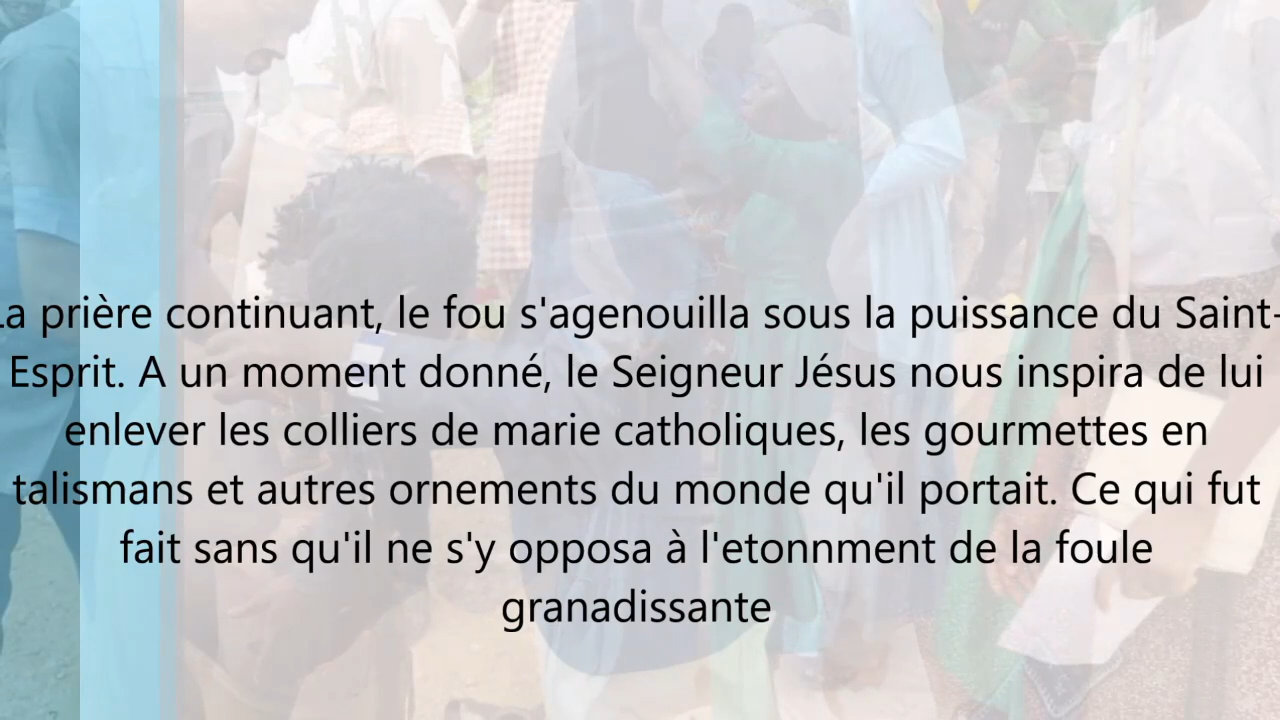 La prière continuant, le fou s'agenouilla sous la puissance du Saint-
Esprit. A un moment donné, le Seigneur Jésus nous inspira de lui
enlever les colliers de marie catholiques, les gourmettes en
talismans et autres ornements du monde qu'il portait. Ce qui fut
fait sans qu'il ne s'y opposa à l'etonnment de la foule
granadissante